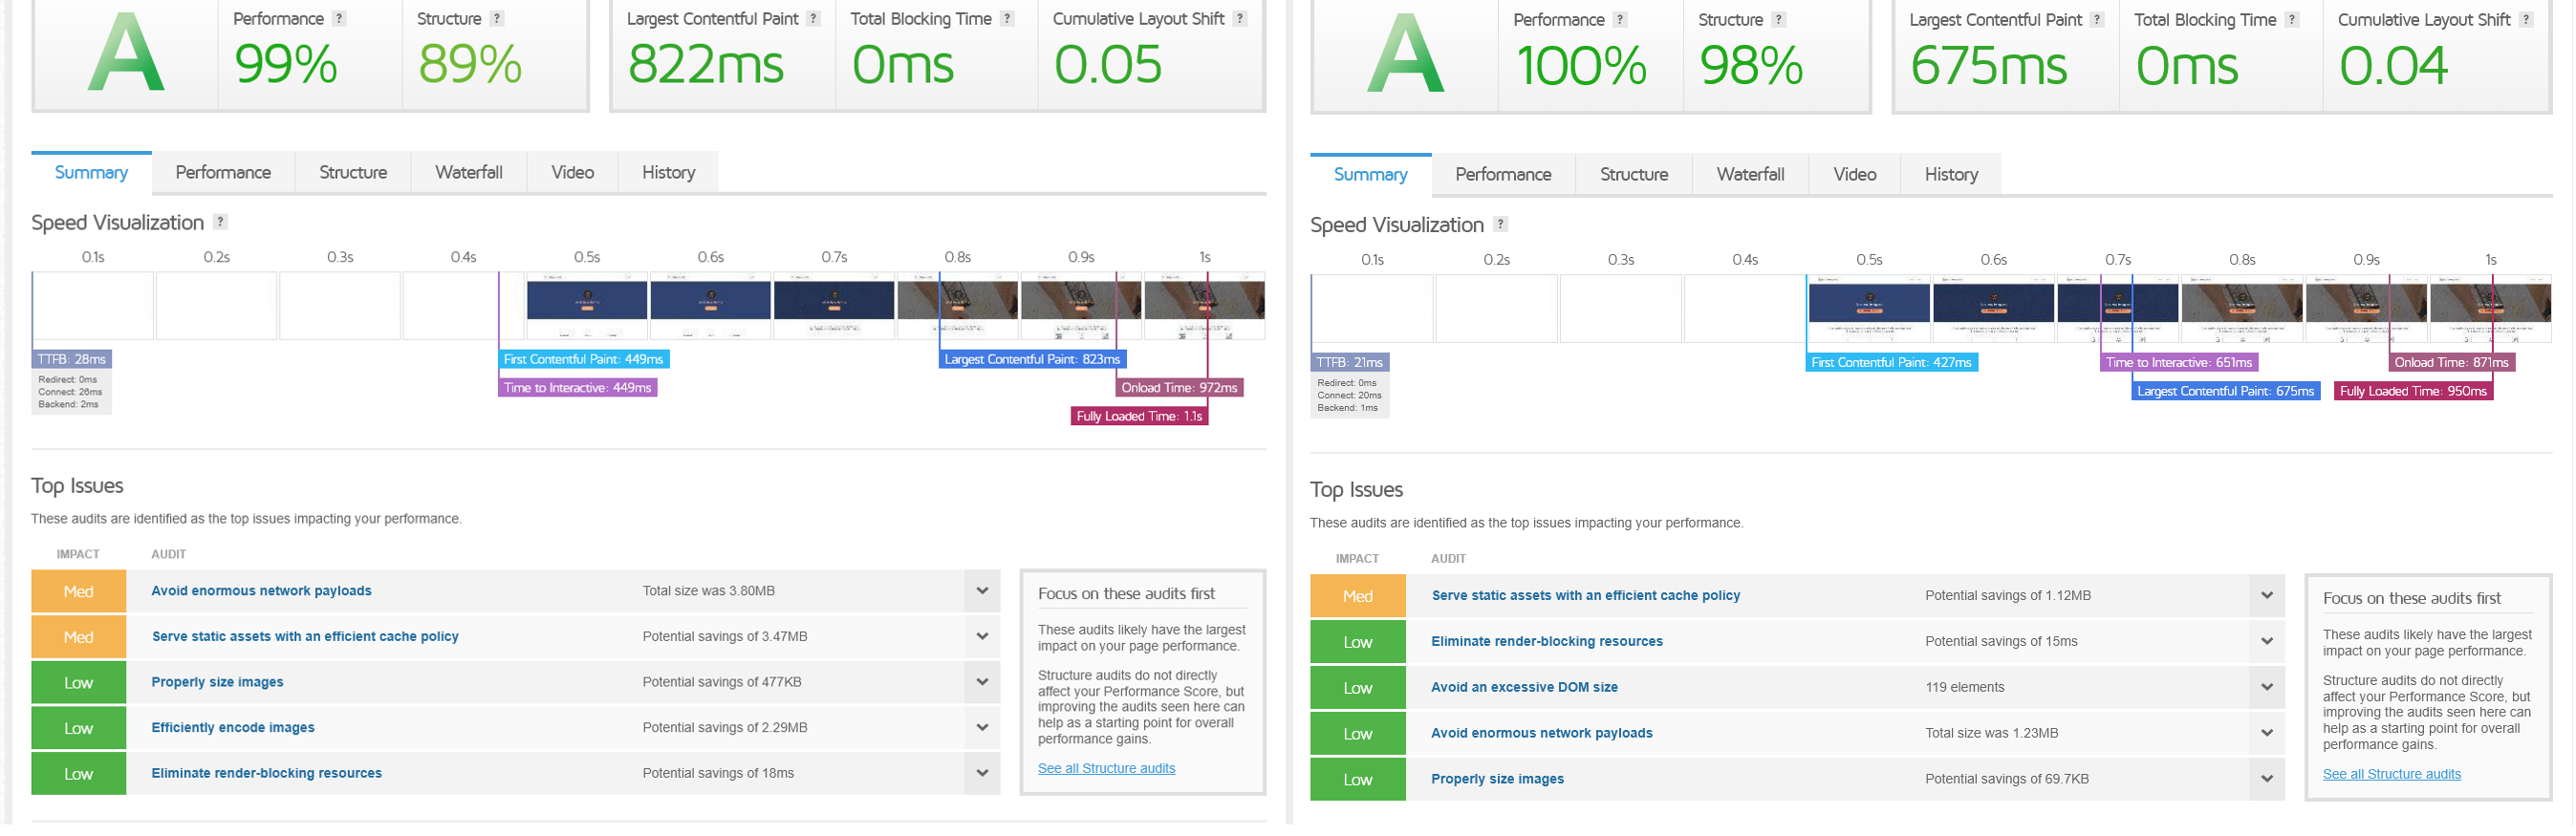 A
Performance ?
99%
Structure ?
89%
Largest Contentful Paint ?
822ms
Total Blocking Time ?
0ms
Cumulative Layout Shift ?
0.05
Summary Performance Structure Waterfall Video History
Speed Visualization ?
0.1s 0.2s 0.3s 0.4s 0.5s 0.6s 0.7s 0.8s 0.9s 1s
TTFB: 28ms
Redirect: 0ms
Connect: 26ms
Backend: 2ms
First Contentful Paint: 449ms
Time to Interactive: 449ms
Largest Contentful Paint: 823ms
Onload Time: 972ms
Fully Loaded Time: 1.1s
Top Issues
These audits are identified as the top issues impacting your performance.
IMPACT AUDIT
Med Avoid enormous network payloads Total size was 3.80MB
Med Serve static assets with an efficient cache policy Potential savings of 3.47MB
Low Properly size images Potential savings of 477KB
Low Efficiently encode images Potential savings of 2.29MB
Low Eliminate render-blocking resources Potential savings of 18ms
Focus on these audits first
These audits likely have the largest
impact on your page performance.
Structure audits do not directly
affect your Performance Score, but
improving the audits seen here can
help as a starting point for overall
performance gains.
See all Structure audits
A
Performance ?
100%
Structure ?
98%
Largest Contentful Paint ?
675ms
Total Blocking Time ?
0ms
Cumulative Layout Shift ?
0.04
Summary Performance Structure Waterfall Video History
Speed Visualization ?
0.1s 0.2s 0.3s 0.4s 0.5s 0.6s 0.7s 0.8s 0.9s 1s
TTFB: 21ms
Redirect: 0ms
Connect: 20ms
Backend: 1ms
First Contentful Paint: 427ms
Time to Interactive: 651ms
Largest Contentful Paint: 675ms
Onload Time: 871ms
Fully Loaded Time: 950ms
Top Issues
These audits are identified as the top issues impacting your performance.
IMPACT AUDIT
Med Serve static assets with an efficient cache policy Potential savings of 1.12MB
Low Eliminate render-blocking resources Potential savings of 15ms
Low Avoid an excessive DOM size 119 elements
Low Avoid enormous network payloads Total size was 1.23MB
Low Properly size images Potential savings of 69.7KB
Focus on these audits first
These audits likely have the largest
impact on your page performance.
Structure audits do not directly
affect your Performance Score, but
improving the audits seen here can
help as a starting point for overall
performance gains.
See all Structure audits